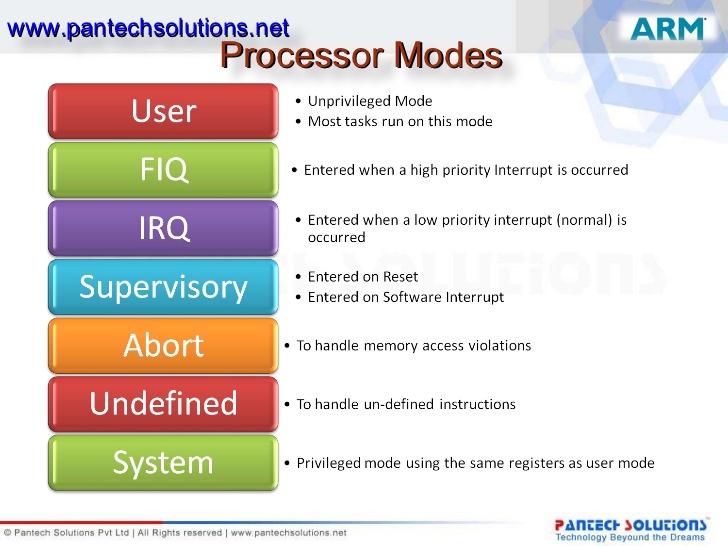 www.pantechsolutions.net
ARM
Processor Modes
User
• Unprivileged Mode
• Most tasks run on this mode
FIQ
• Entered when a high priority Interrupt is occurred
IRQ
• Entered when a low priority interrupt (normal) is
occurred
Supervisory
• Entered on Reset
• Entered on Software Interrupt
Abort
• To handle memory access violations
Undefined
• To handle un-defined instructions
System
• Privileged mode using the same registers as user mode
© Pantech Solutions Pvt Ltd | All Rights reserved | www.pantechsolutions.net
PANTECH SOLUTIONS
Technology Beyond the Dreams